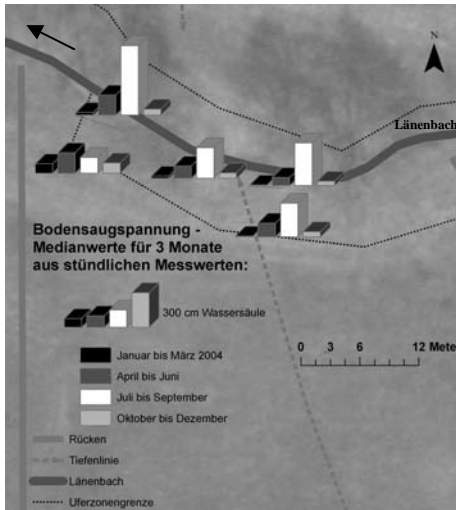 N
Länenbach
Bodensaugspannung -
Medianwerte für 3 Monate
aus stündlichen Messwerten:
300 cm Wassersäule
Januar bis März 2004
April bis Juni
Juli bis September
Oktober bis Dezember
0 3 6 12 Mete
Rücken
Tiefenlinie
Länenbach
Uferzonengrenze